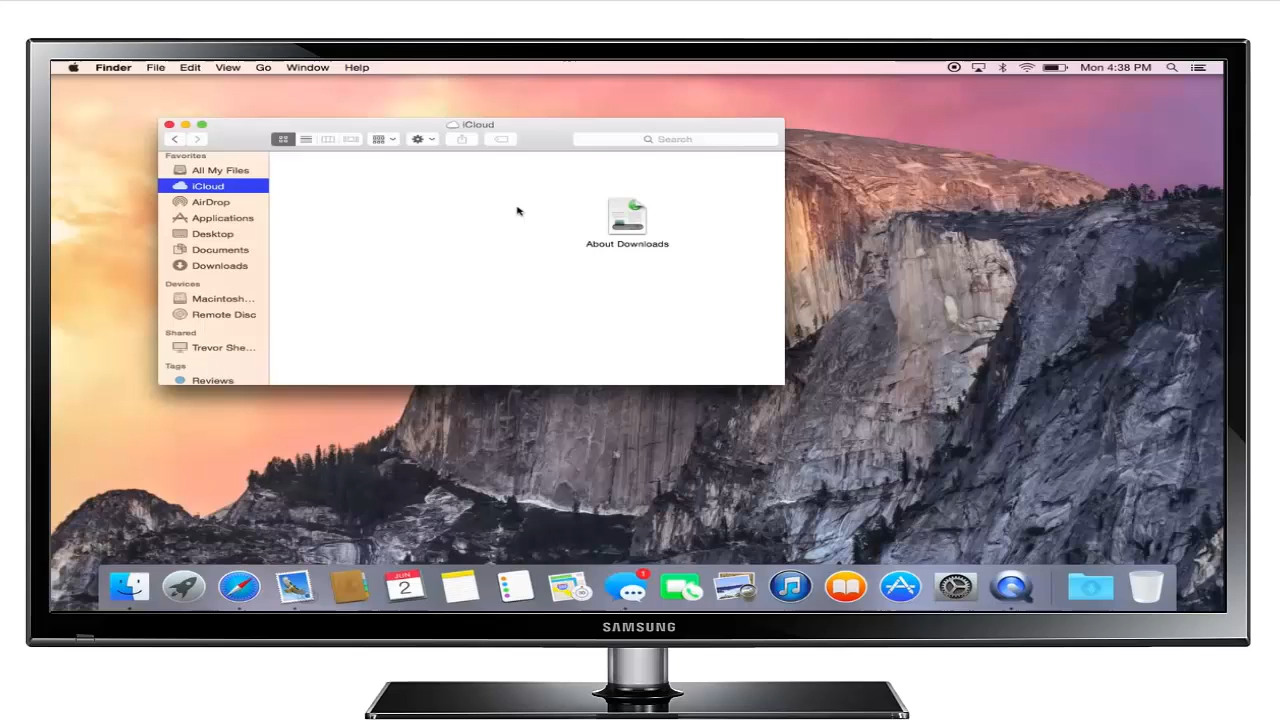 Finder File Edit View Go Window Help Mon 4:38 PM
iCloud
Search
Favorites
All My Files
iCloud
AirDrop
Applications
Desktop
Documents
Downloads
Devices
Macintosh...
Remote Disc
Shared
Trevor She...
Tags
Reviews
About Downloads
1
JUN
2
SAMSUNG